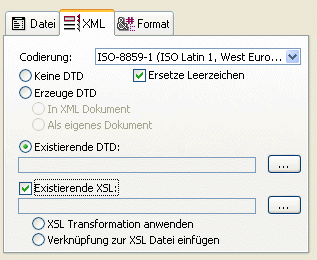 Datei XML Format
Codierung: ISO-8859-1 (ISO Latin 1, West Euro...
Keine DTD Ersetze Leerzeichen
Erzeuge DTD
In XML Dokument
Als eigenes Dokument
Existierende DTD:
...
Existierende XSL:
...
XSL Transformation anwenden
Verknüpfung zur XSL Datei einfügen